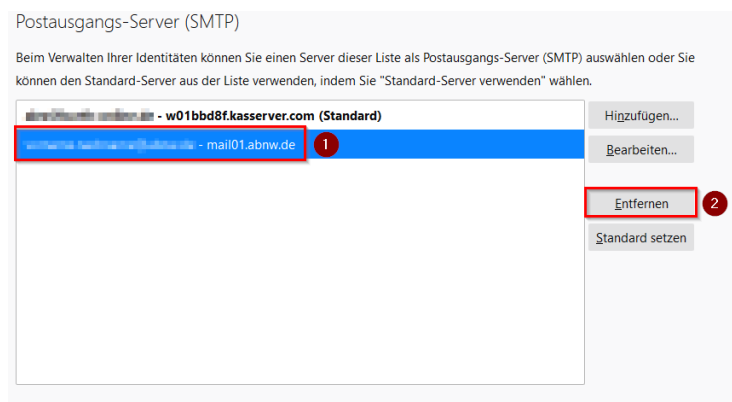 Postausgangs-Server (SMTP)
Beim Verwalten Ihrer Identitäten können Sie einen Server dieser Liste als Postausgangs-Server (SMTP) auswählen oder Sie
können den Standard-Server aus der Liste verwenden, indem Sie "Standard-Server verwenden" wählen.
- w01bbd8f.kasserver.com (Standard)
Hinzufügen...
- mail01.abnw.de
1
Bearbeiten...
Entfernen
2
Standard setzen